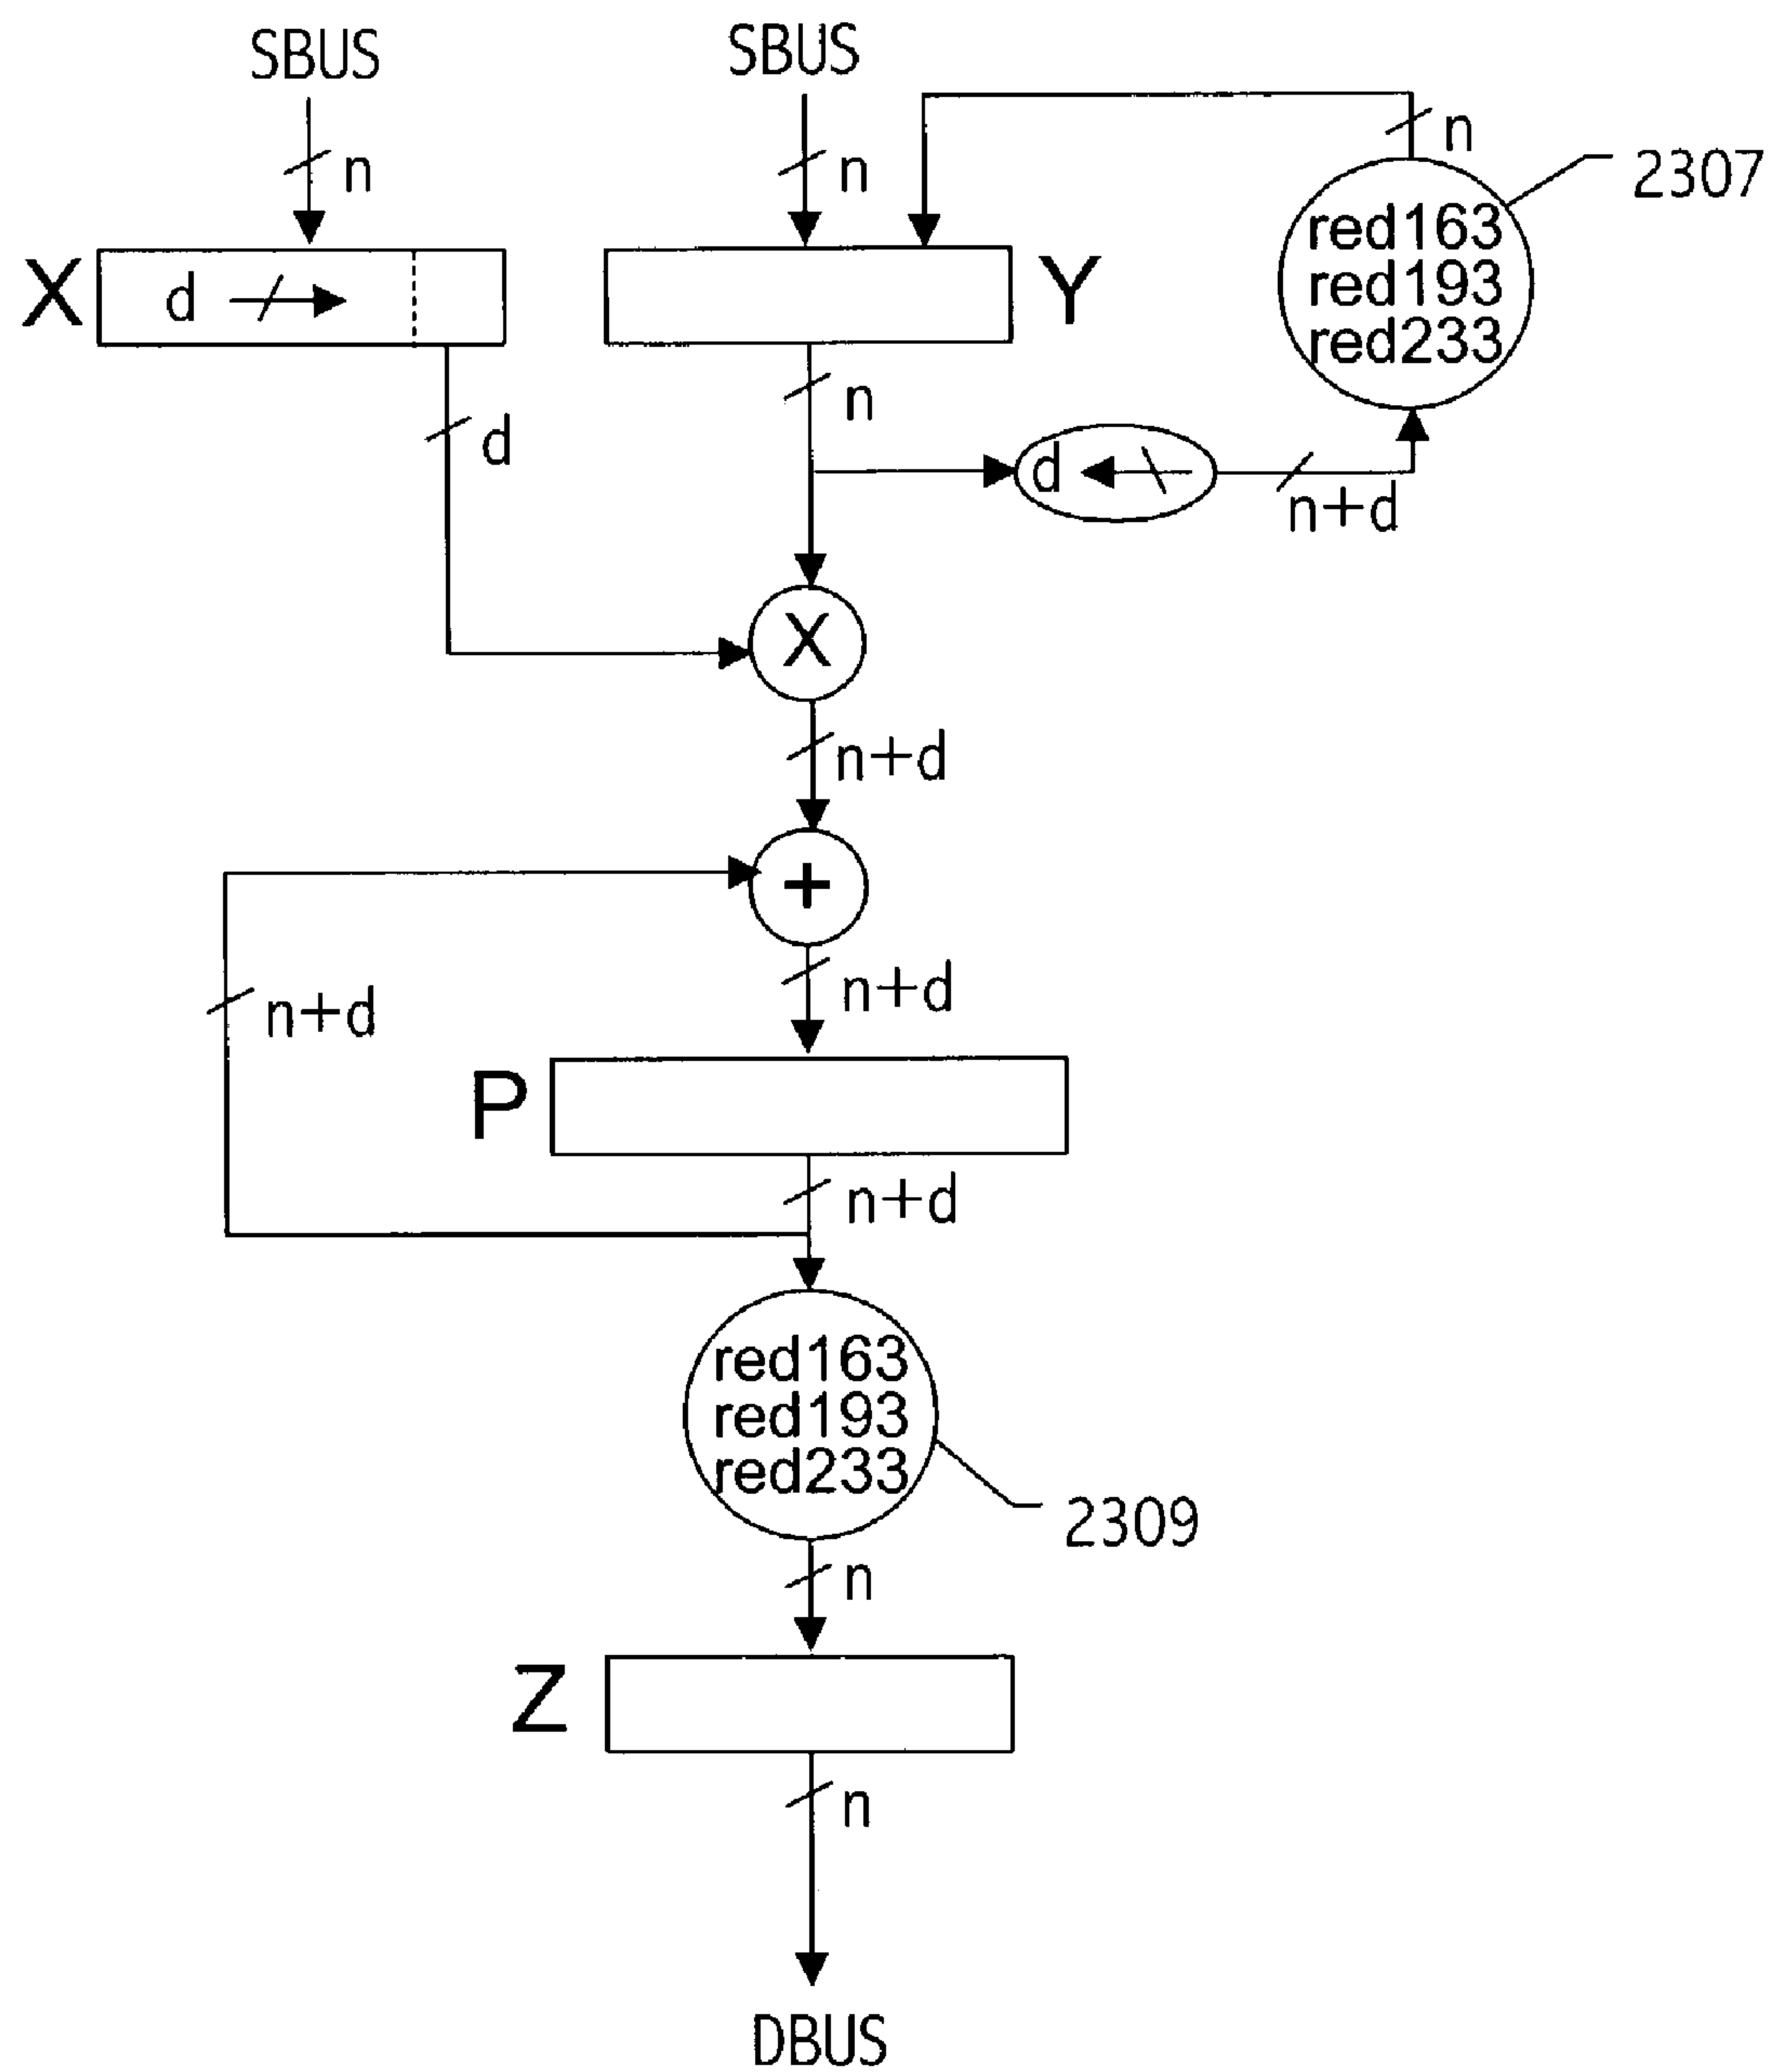 SBUS
SBUS
n
n
n
2307
red163
red193
red233
X
d
Y
n
d
d
n+d
X
n+d
+
n+d
n+d
P
n+d
red163
red193
red233
2309
n
Z
n
DBUS